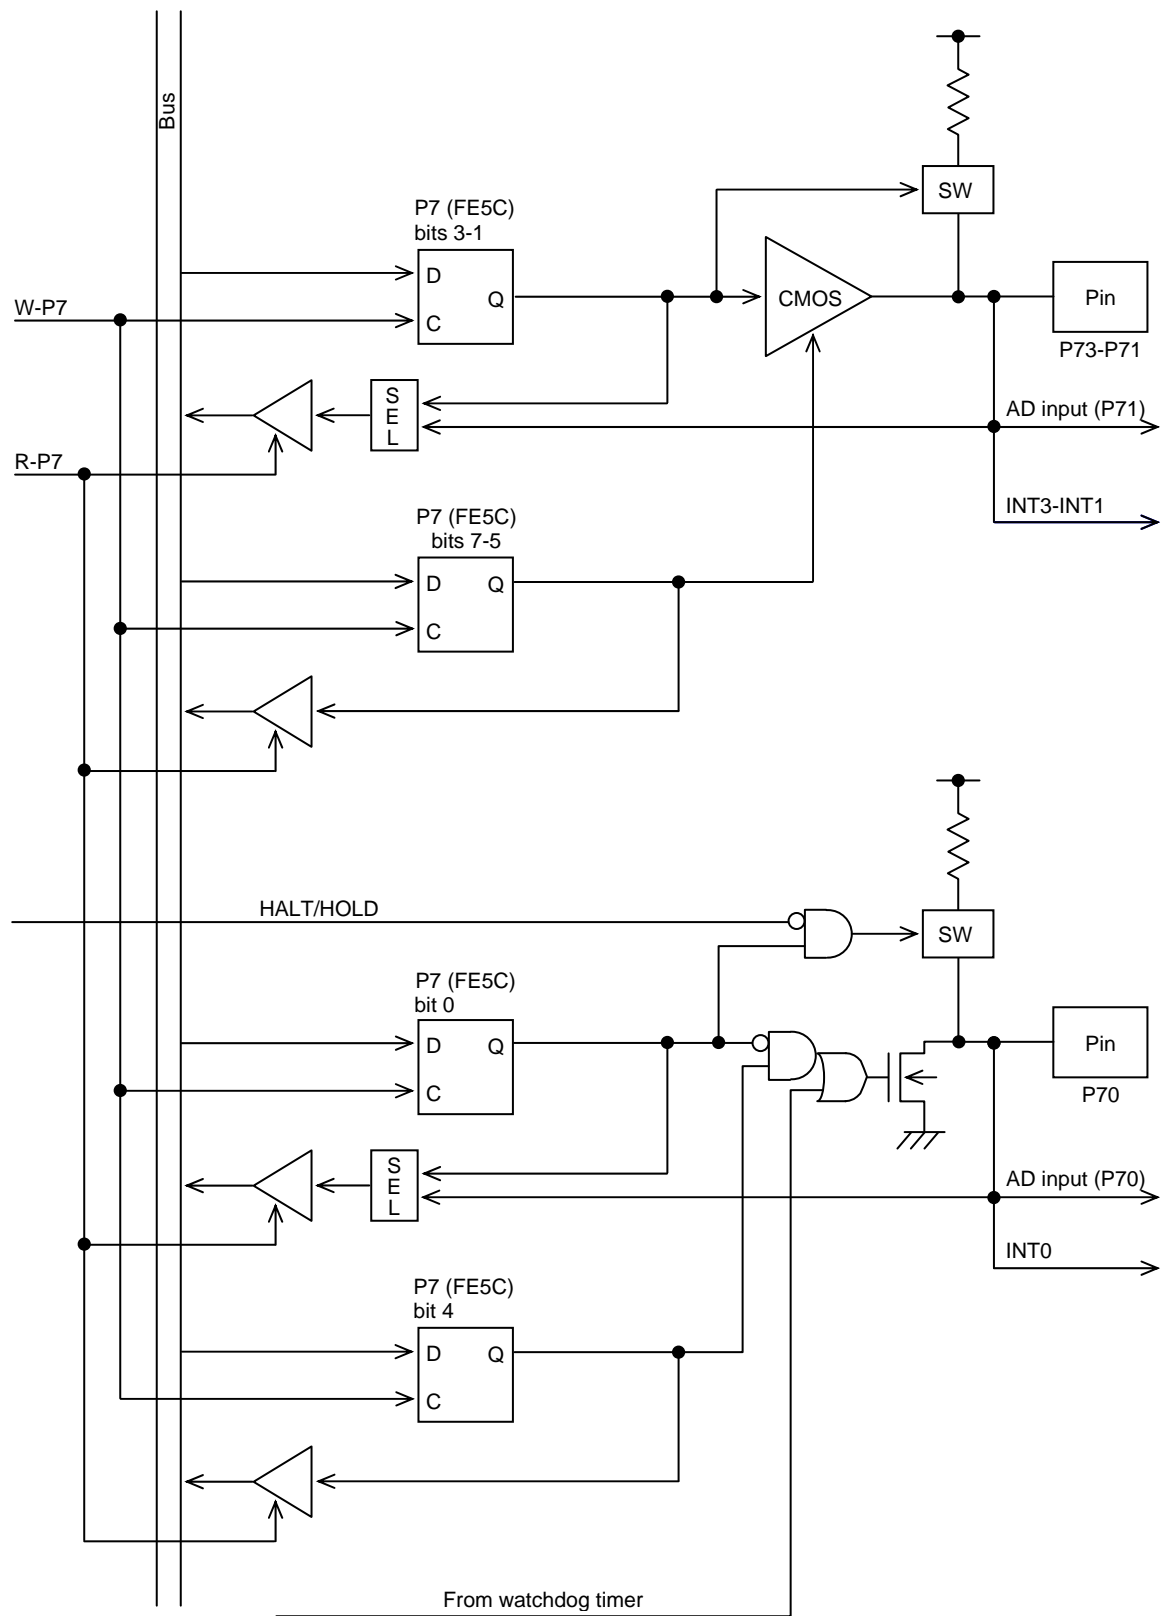 Bus
SW
P7 (FE5C)
bits 3-1
D
Q
C
CMOS
Pin
P73-P71
W-P7
SEL
AD input (P71)
R-P7
INT3-INT1
P7 (FE5C)
bits 7-5
D
Q
C
HALT/HOLD
SW
P7 (FE5C)
bit 0
D
Q
C
Pin
P70
SEL
AD input (P70)
INT0
P7 (FE5C)
bit 4
D
Q
C
From watchdog timer